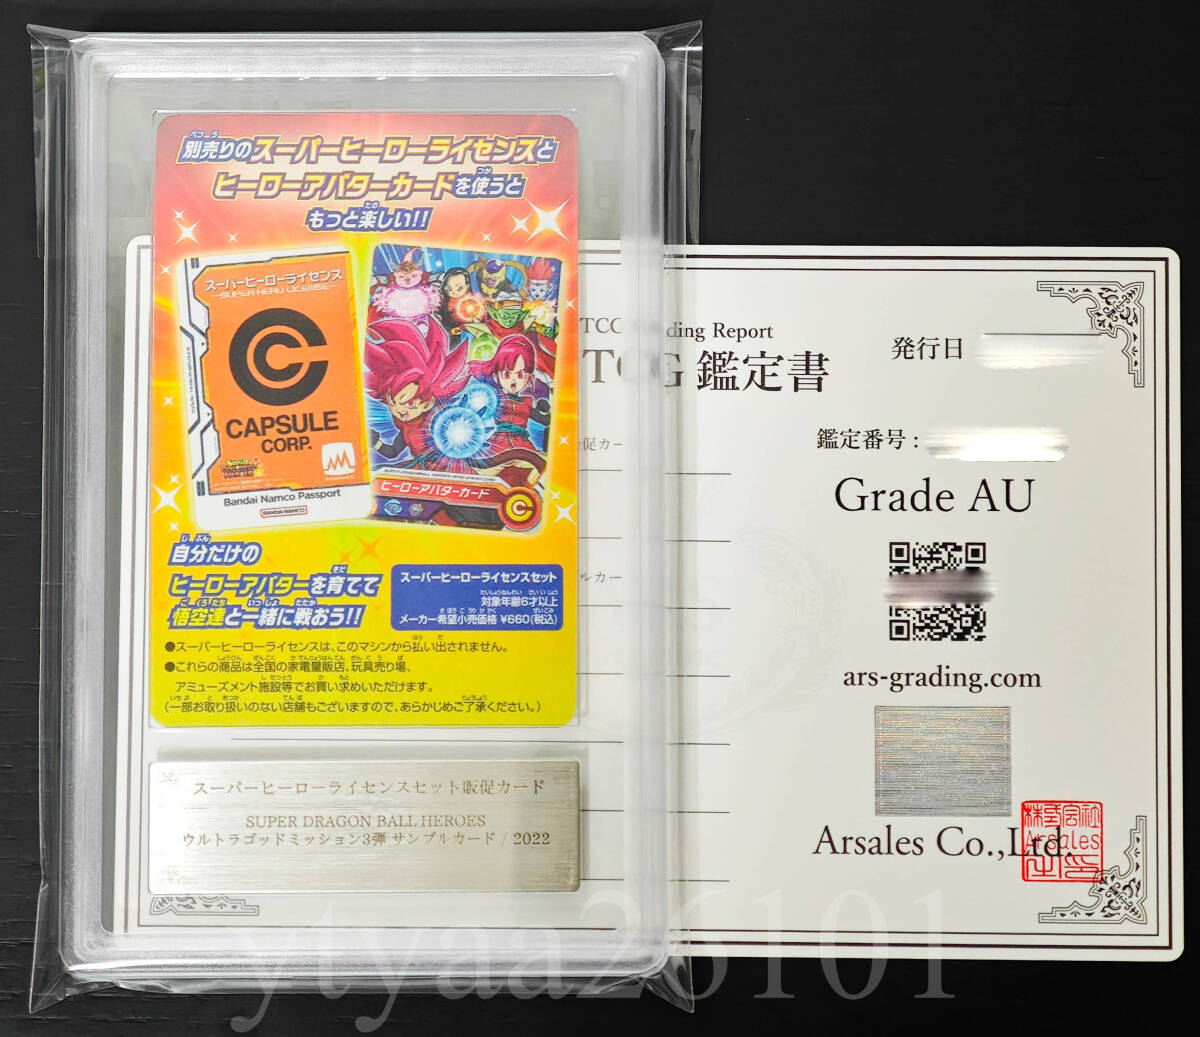 別売りのスーパーヒーローライセンスと
ヒーローアバターカードを使うと
もっと楽しい!!
スーパーヒーローライセンス
SUPER HERO LICENSE
CAPSULE
CORP.
Bandai Namco Passport
BANDAI NAMCO
ヒーローアバターカード
自分だけの
ヒーローアバターを育てて
悟空達と一緒に戦おう!!
スーパーヒーローライセンスセット
対象年齢6才以上
メーカー希望小売価格 ¥660(税込)
●スーパーヒーローライセンスは、このマシンから払い出されません。
●これらの商品は全国の家電量販店、玩具売り場、
アミューズメント施設等でお買い求めいただけます。
(一部お取り扱いのない店舗もございますので、あらかじめご了承ください。)
スーパーヒーローライセンスセット販促カード
SUPER DRAGON BALL HEROES
ウルトラゴッドミッション3弾 サンプルカード / 2022
TCG Grading Report
TCG 鑑定書
発行日
鑑定番号 :
Grade AU
ars-grading.com
Arsales Co.,Ltd.
株式会社
Arsales
之印
ytyaa26101